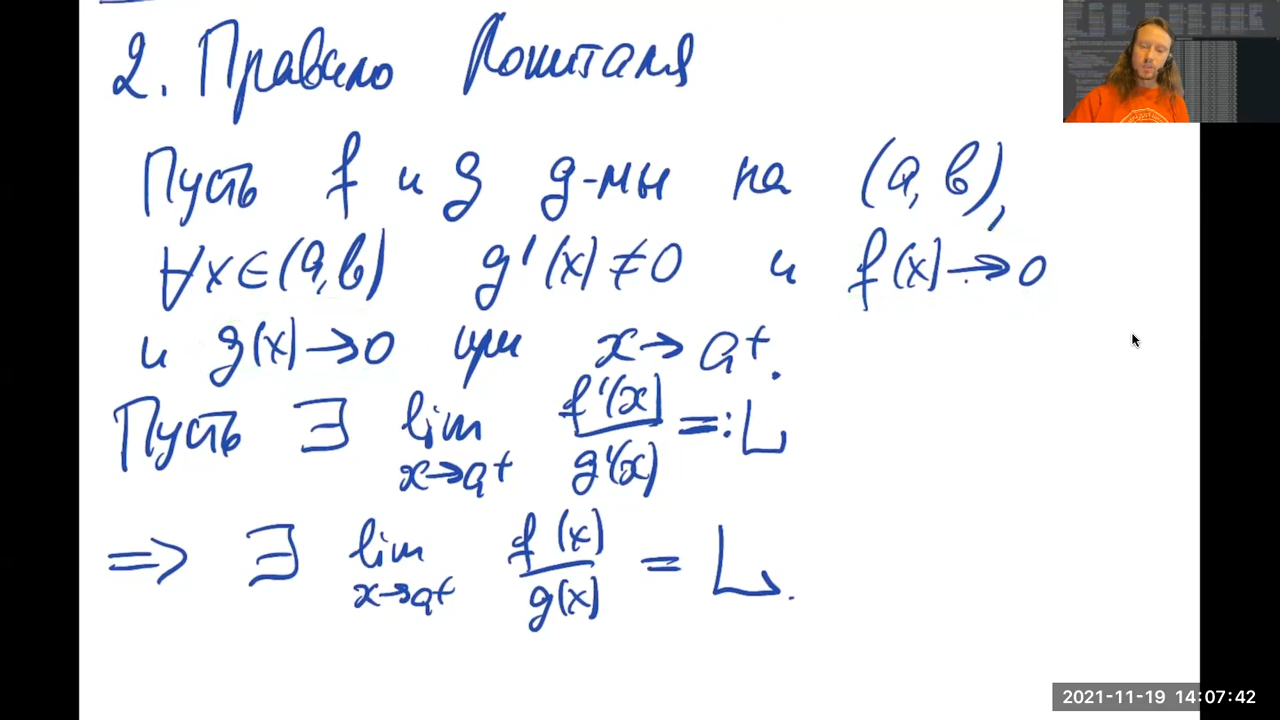 2. Правило Лопиталя
Пусть f и g д-мы на (a, b),
∀x∈(a,b) g'(x)≠0 и f(x)→0
и g(x)→0 при x→a+.
Пусть ∃ lim x→a+ f'(x)/g'(x) =: L
=> ∃ lim x→a+ f(x)/g(x) = L.
2021-11-19 14:07:42